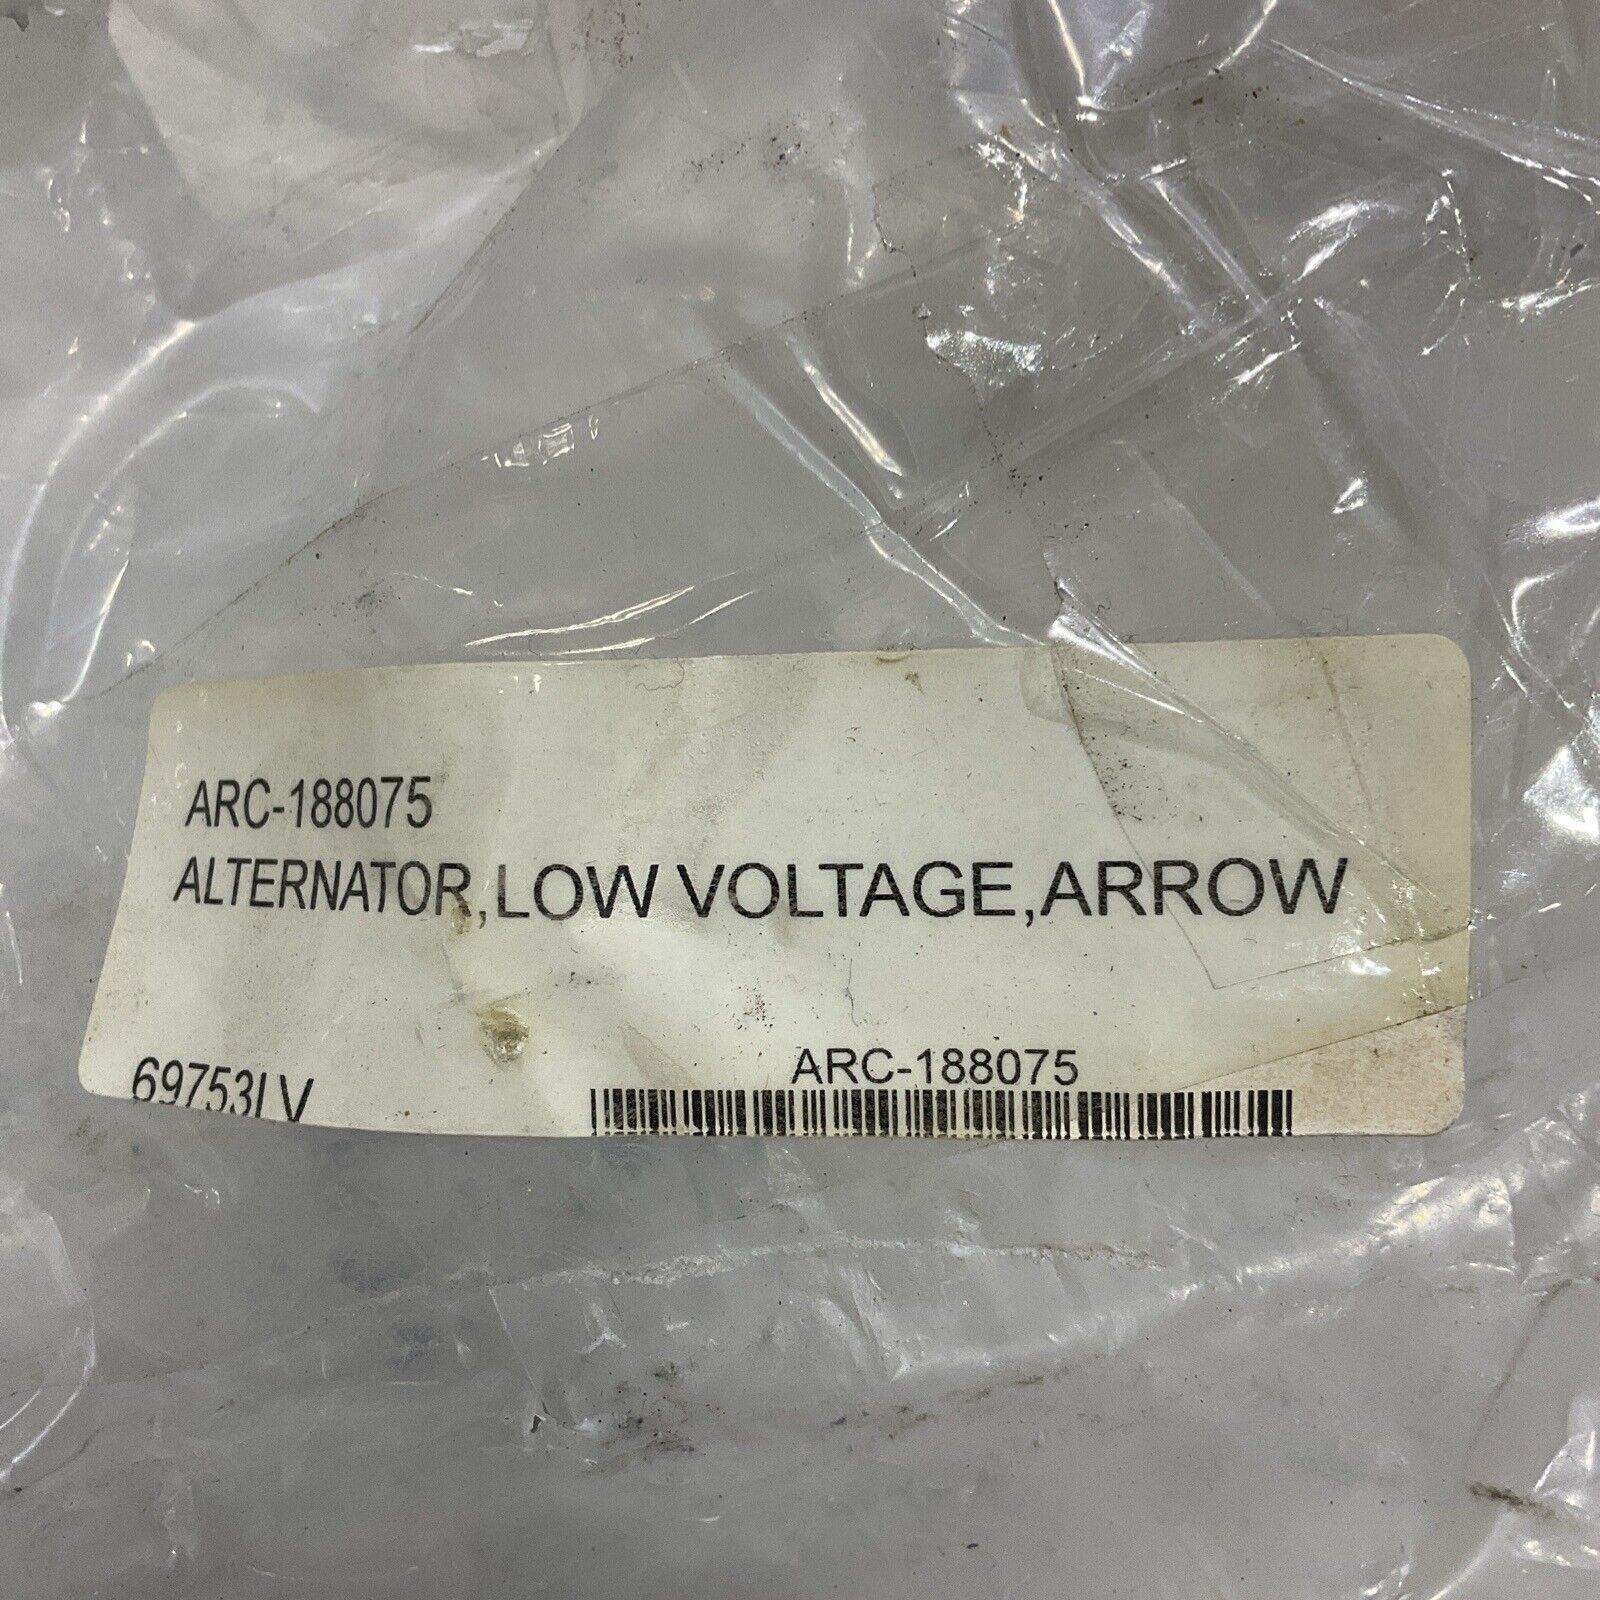 ARC-188075
ALTERNATOR,LOW VOLTAGE,ARROW
69753LV
ARC-188075